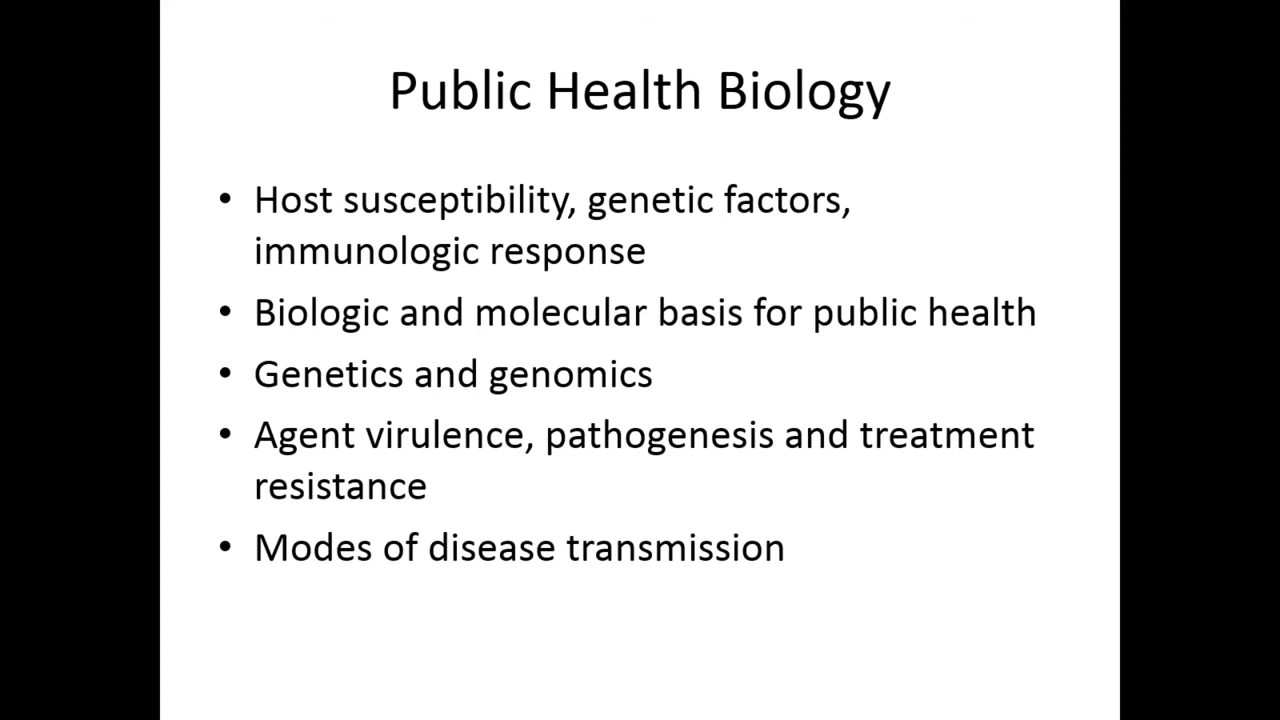 Public Health Biology
• Host susceptibility, genetic factors,
immunologic response
• Biologic and molecular basis for public health
• Genetics and genomics
• Agent virulence, pathogenesis and treatment
resistance
• Modes of disease transmission